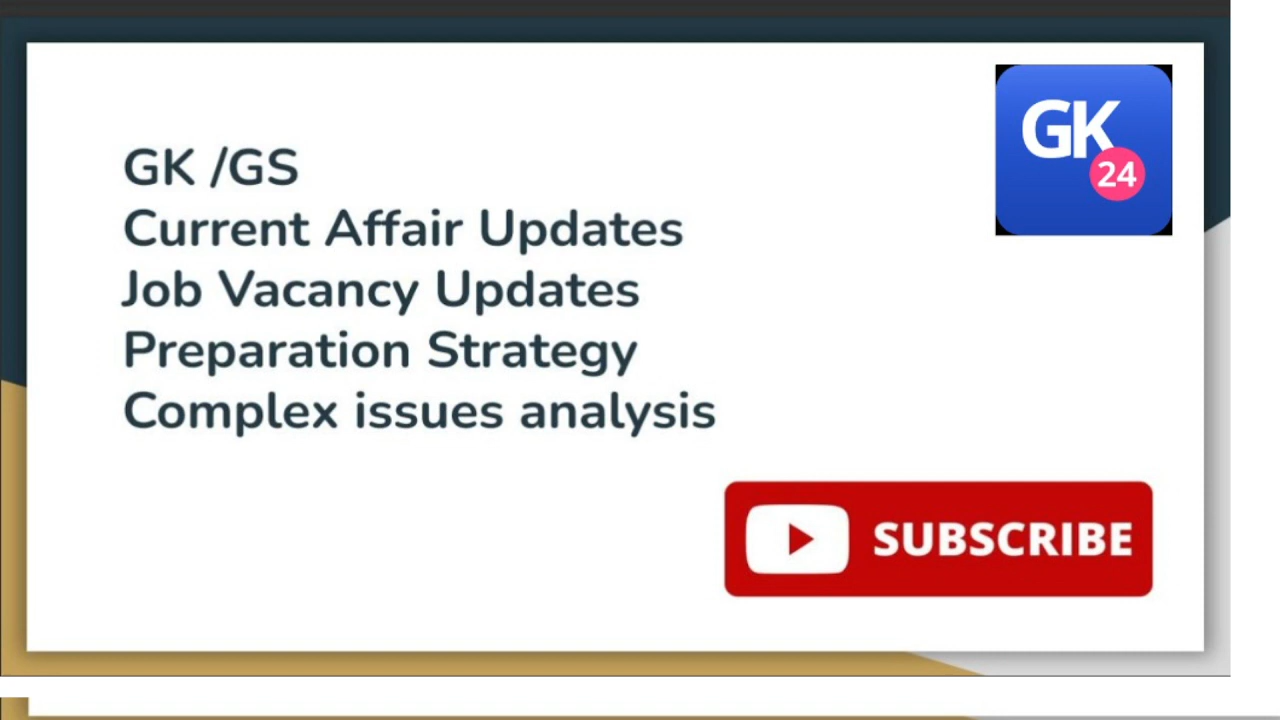 GK
24
GK /GS
Current Affair Updates
Job Vacancy Updates
Preparation Strategy
Complex issues analysis
SUBSCRIBE